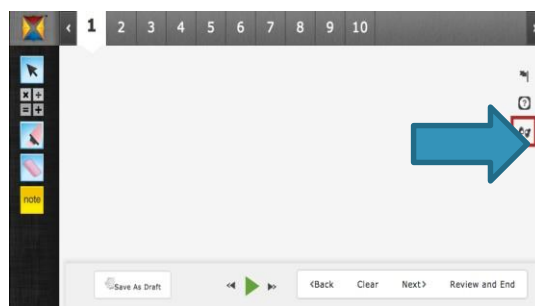 1 2 3 4 5 6 7 8 9 10
note
Save As Draft
<Back Clear Next> Review and End